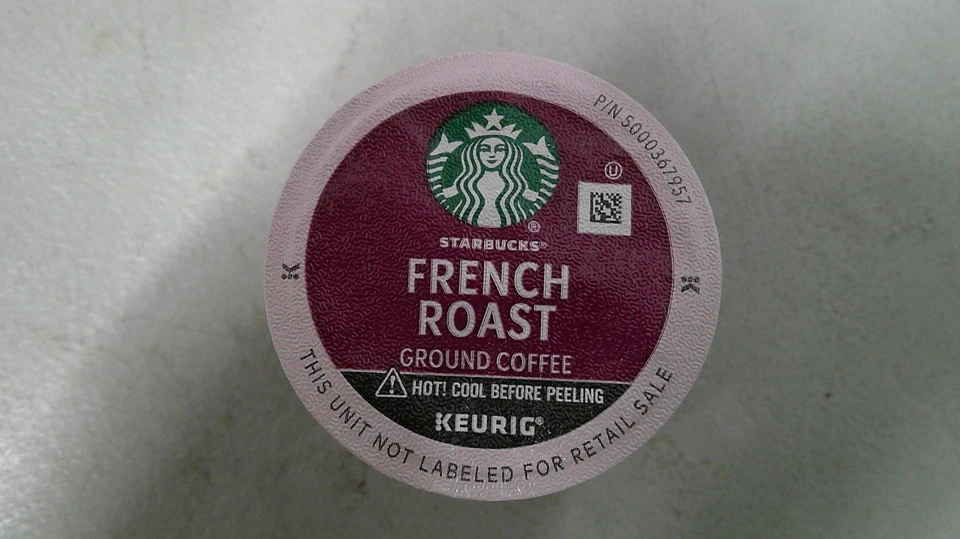 P/N 5000367957
U
STARBUCKS®
FRENCH
ROAST
GROUND COFFEE
HOT! COOL BEFORE PEELING
KEURIG®
THIS UNIT NOT LABELED FOR RETAIL SALE